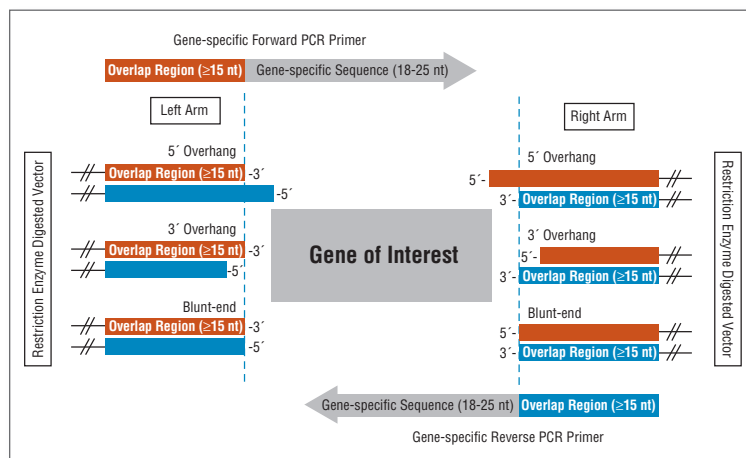 Gene-specific Forward PCR Primer
Overlap Region (≥15 nt) Gene-specific Sequence (18-25 nt)
Left Arm
Right Arm
Restriction Enzyme Digested Vector
5´ Overhang
Overlap Region (≥15 nt) -3´
-5´
3´ Overhang
Overlap Region (≥15 nt) -3´
-5´
Blunt-end
Overlap Region (≥15 nt) -3´
-5´
Gene of Interest
5´ Overhang
5´-
3´- Overlap Region (≥15 nt)
3´ Overhang
5´-
3´- Overlap Region (≥15 nt)
Blunt-end
5´-
3´- Overlap Region (≥15 nt)
Restriction Enzyme Digested Vector
Gene-specific Sequence (18-25 nt) Overlap Region (≥15 nt)
Gene-specific Reverse PCR Primer